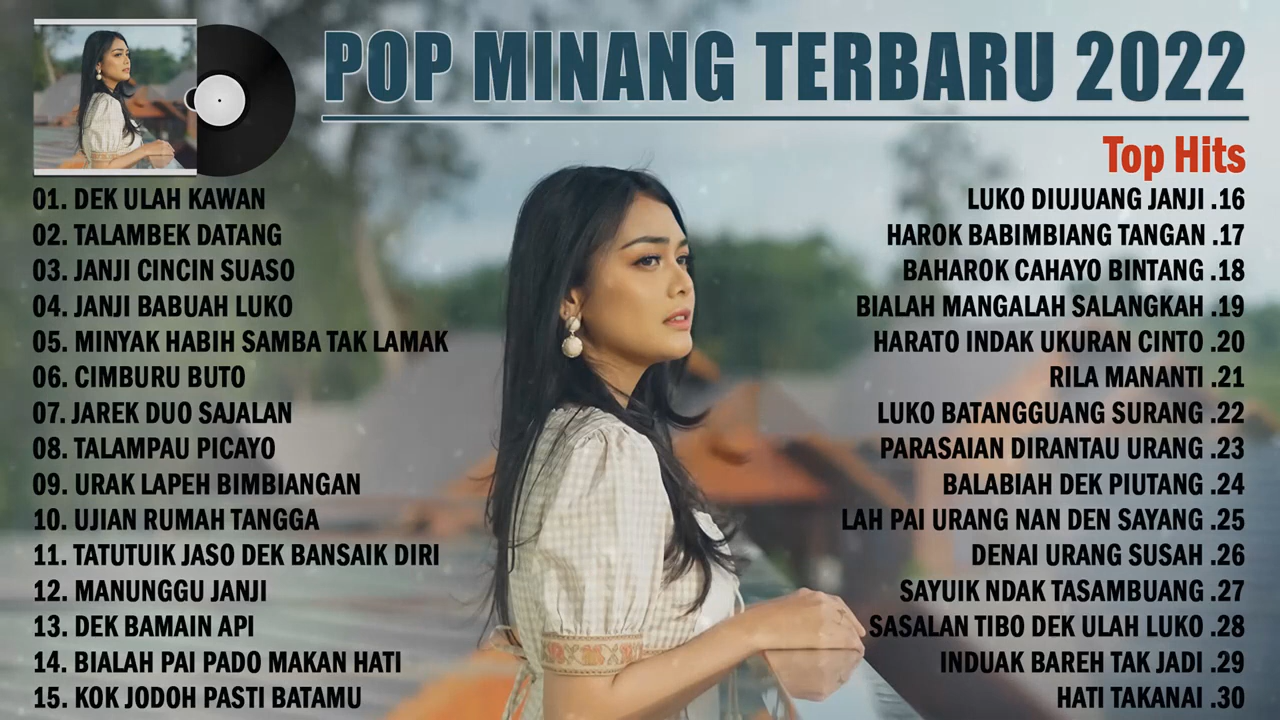 POP MINANG TERBARU 2022
Top Hits
01. DEK ULAH KAWAN
02. TALAMBEK DATANG
03. JANJI CINCIN SUASO
04. JANJI BABUAH LUKO
05. MINYAK HABIH SAMBA TAK LAMAK
06. CIMBURU BUTO
07. JAREK DUO SAJALAN
08. TALAMPAU PICAYO
09. URAK LAPEH BIMBIANGAN
10. UJIAN RUMAH TANGGA
11. TATUTUIK JASO DEK BANSAIK DIRI
12. MANUNGGU JANJI
13. DEK BAMAIN API
14. BIALAH PAI PADO MAKAN HATI
15. KOK JODOH PASTI BATAMU
LUKO DIUJUANG JANJI .16
HAROK BABIMBIANG TANGAN .17
BAHAROK CAHAYO BINTANG .18
BIALAH MANGALAH SALANGKAH .19
HARATO INDAK UKURAN CINTO .20
RILA MANANTI .21
LUKO BATANGGUANG SURANG .22
PARASAIAN DIRANTAU URANG .23
BALABIAH DEK PIUTANG .24
LAH PAI URANG NAN DEN SAYANG .25
DENAI URANG SUSAH .26
SAYUIK NDAK TASAMBUANG .27
SASALAN TIBO DEK ULAH LUKO .28
INDUAK BAREH TAK JADI .29
HATI TAKANAI .30